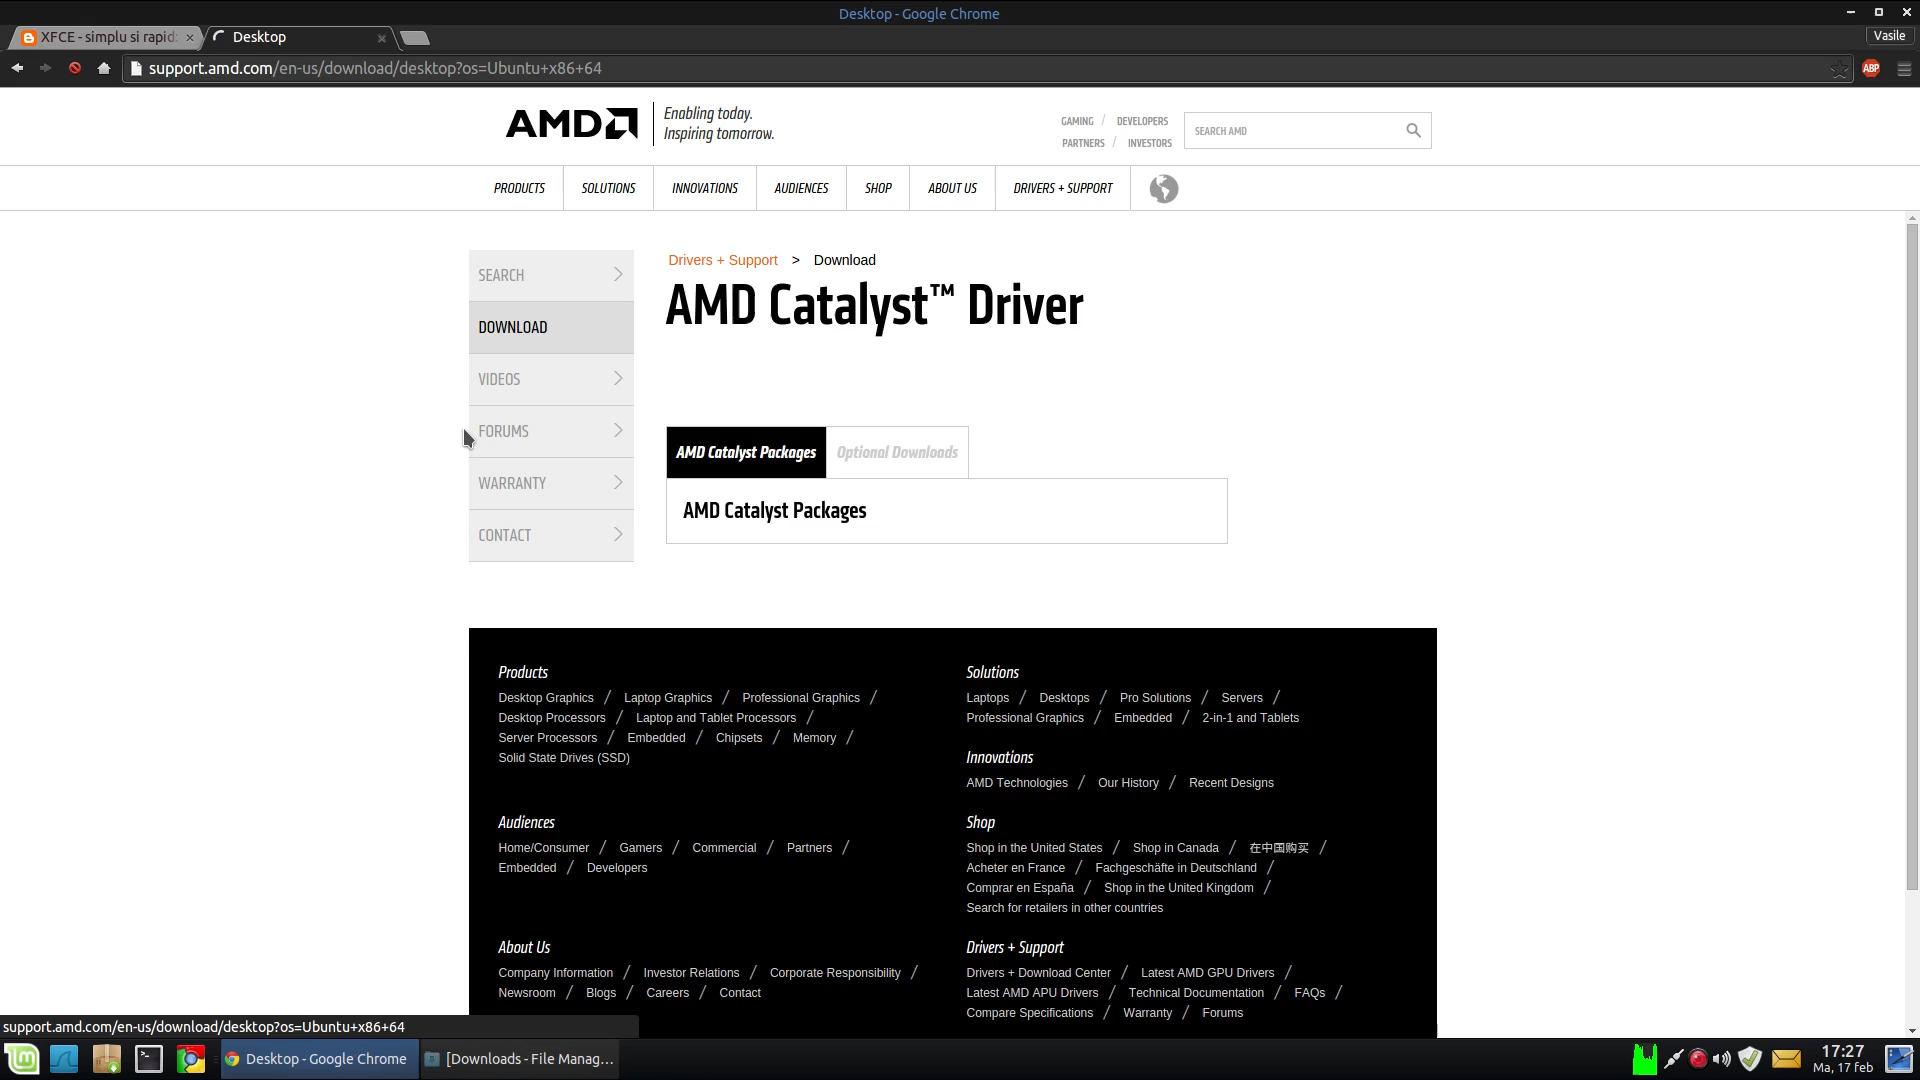 Desktop - Google Chrome
XFCE - simplu si rapid:
Desktop
Vasile
support.amd.com/en-us/download/desktop?os=Ubuntu+x86+64
ABP
AMD
Enabling today.
Inspiring tomorrow.
GAMING / DEVELOPERS
PARTNERS / INVESTORS
SEARCH AMD
PRODUCTS
SOLUTIONS
INNOVATIONS
AUDIENCES
SHOP
ABOUT US
DRIVERS + SUPPORT
SEARCH
DOWNLOAD
VIDEOS
FORUMS
WARRANTY
CONTACT
Drivers + Support > Download
AMD Catalyst™ Driver
AMD Catalyst Packages
Optional Downloads
AMD Catalyst Packages
Products
Desktop Graphics / Laptop Graphics / Professional Graphics /
Desktop Processors / Laptop and Tablet Processors /
Server Processors / Embedded / Chipsets / Memory /
Solid State Drives (SSD)
Solutions
Laptops / Desktops / Pro Solutions / Servers /
Professional Graphics / Embedded / 2-in-1 and Tablets
Innovations
AMD Technologies / Our History / Recent Designs
Audiences
Home/Consumer / Gamers / Commercial / Partners /
Embedded / Developers
Shop
Shop in the United States / Shop in Canada / 在中国购买 /
Acheter en France / Fachgeschäfte in Deutschland /
Comprar en España / Shop in the United Kingdom /
Search for retailers in other countries
About Us
Company Information / Investor Relations / Corporate Responsibility /
Newsroom / Blogs / Careers / Contact
Drivers + Support
Drivers + Download Center / Latest AMD GPU Drivers /
Latest AMD APU Drivers / Technical Documentation / FAQs /
Compare Specifications / Warranty / Forums
support.amd.com/en-us/download/desktop?os=Ubuntu+x86+64
Desktop - Google Chrome
[Downloads - File Manag...
17:27
Ma, 17 feb